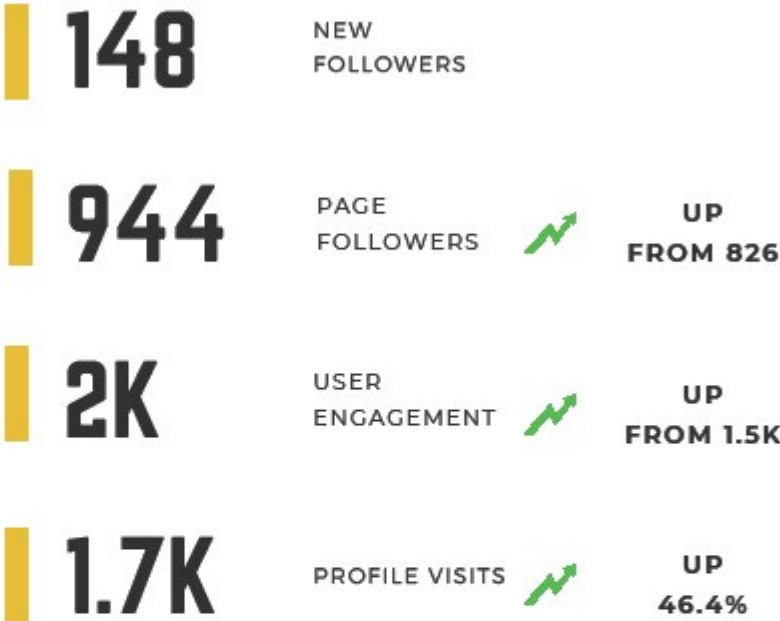 148
NEW
FOLLOWERS
944
PAGE
FOLLOWERS
UP
FROM 826
2K
USER
ENGAGEMENT
UP
FROM 1.5K
1.7K
PROFILE VISITS
UP
46.4%